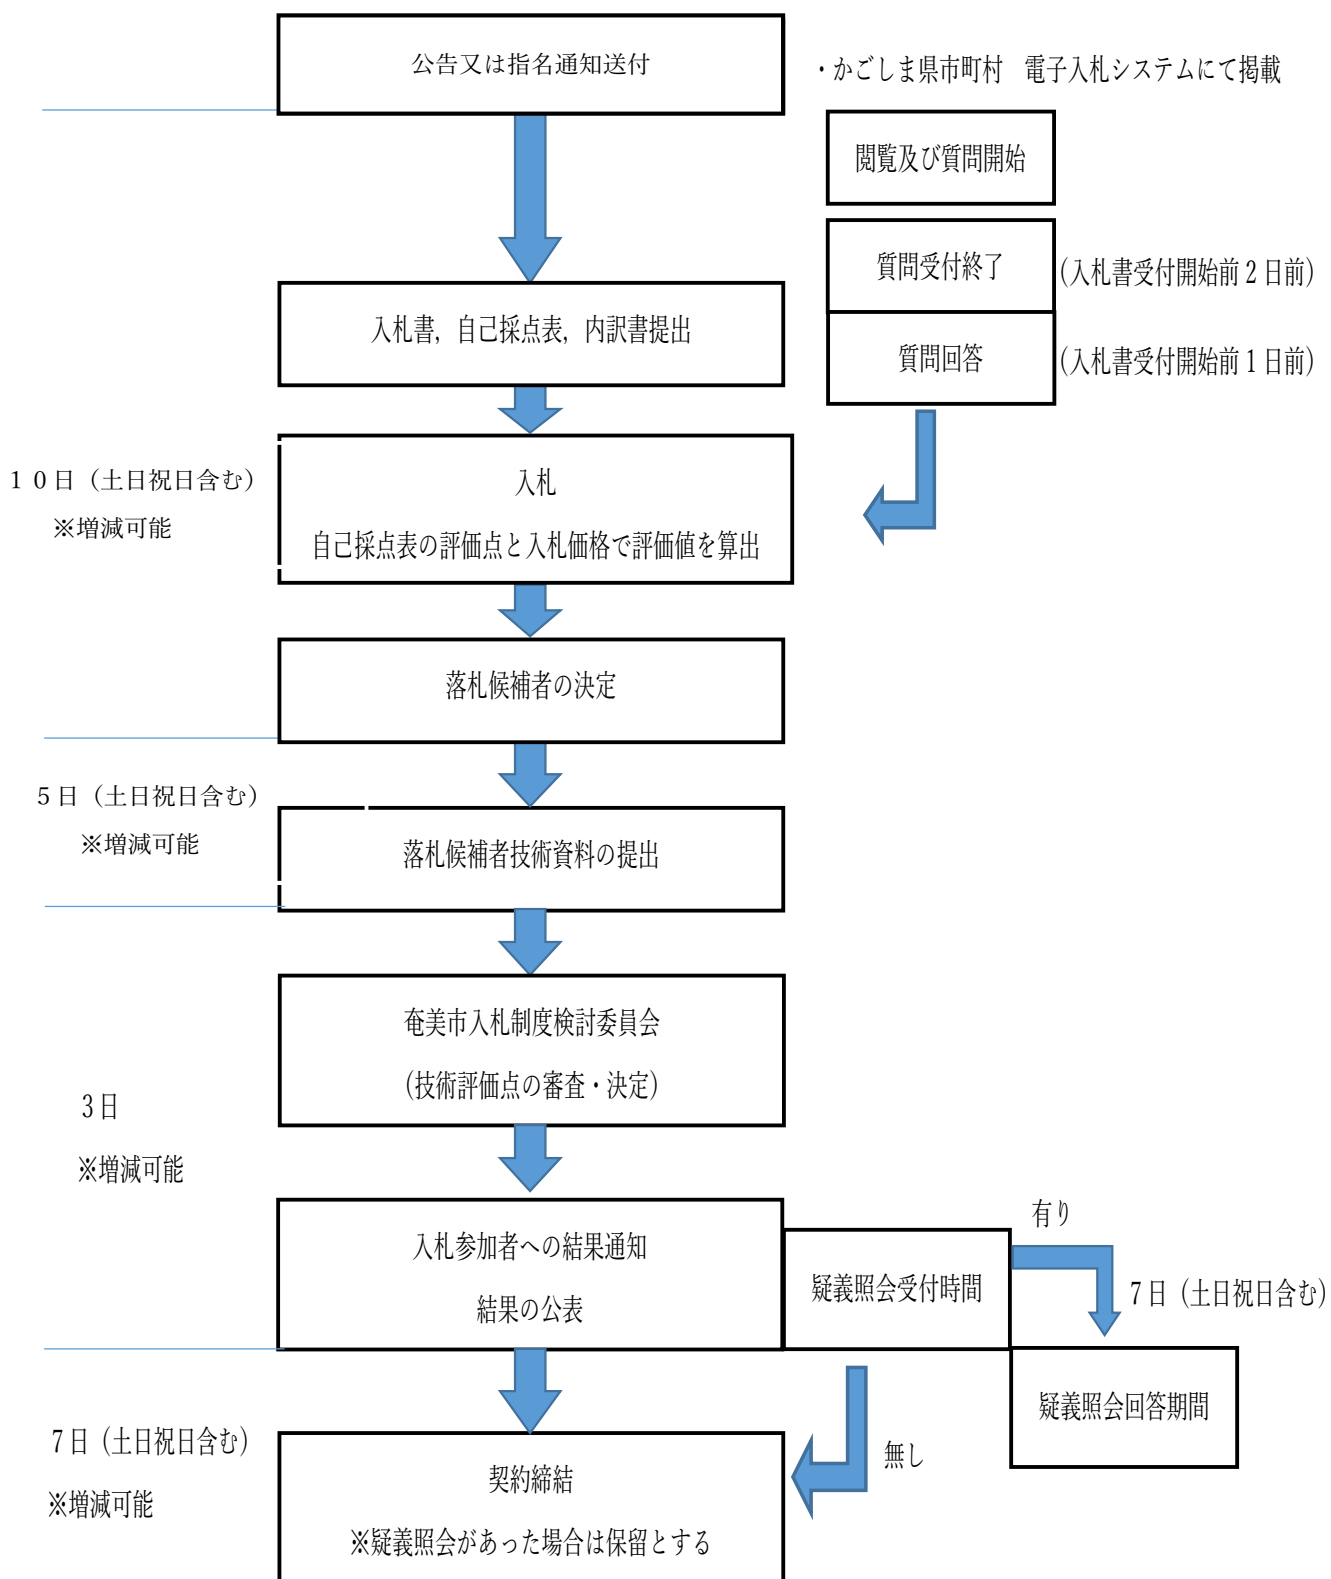 公告又は指名通知送付
・かごしま県市町村　電子入札システムにて掲載
閲覧及び質問開始
質問受付終了
(入札書受付開始前２日前)
入札書，自己採点表，内訳書提出
質問回答
(入札書受付開始前１日前)
１０日（土日祝日含む）
※増減可能
入札
自己採点表の評価点と入札価格で評価値を算出
落札候補者の決定
５日（土日祝日含む）
※増減可能
落札候補者技術資料の提出
奄美市入札制度検討委員会
(技術評価点の審査・決定)
３日
※増減可能
入札参加者への結果通知
結果の公表
疑義照会受付時間
有り
７日（土日祝日含む）
疑義照会回答期間
７日（土日祝日含む）
※増減可能
無し
契約締結
※疑義照会があった場合は保留とする